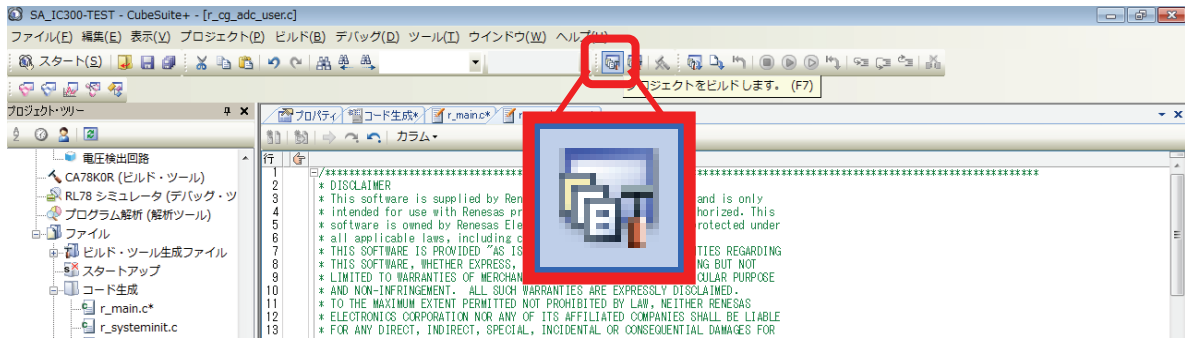 SA_IC300-TEST - CubeSuite+ - [r_cg_adc_user.c]
ファイル(F) 編集(E) 表示(V) プロジェクト(P) ビルド(B) デバッグ(D) ツール(T) ウインドウ(W) ヘルプ
スタート(S)
ロジェクトをビルドします。 (F7)
プロジェクト・ツリー
プロパティ コード生成* r_main.c*
カラム
電圧検出回路
CA78K0R (ビルド・ツール)
RL78 シミュレータ (デバッグ・ツ
プログラム解析 (解析ツール)
ファイル
ビルド・ツール生成ファイル
スタートアップ
コード生成
r_main.c*
r_systeminit.c
行
1
2 * DISCLAIMER
3 * This software is supplied by Ren and is only
4 * intended for use with Renesas pr horized. This
5 * software is owned by Renesas Ele rotected under
6 * all applicable laws, including c
7 * THIS SOFTWARE IS PROVIDED "AS IS TIES REGARDING
8 * THIS SOFTWARE, WHETHER EXPRESS, NG BUT NOT
9 * LIMITED TO WARRANTIES OF MERCHAN CULAR PURPOSE
10 * AND NON-INFRINGEMENT. ALL SUCH WARRANTIES ARE EXPRESSLY DISCLAIMED.
11 * TO THE MAXIMUM EXTENT PERMITTED NOT PROHIBITED BY LAW, NEITHER RENESAS
12 * ELECTRONICS CORPORATION NOR ANY OF ITS AFFILIATED COMPANIES SHALL BE LIABLE
13 * FOR ANY DIRECT, INDIRECT, SPECIAL, INCIDENTAL OR CONSEQUENTIAL DAMAGES FOR